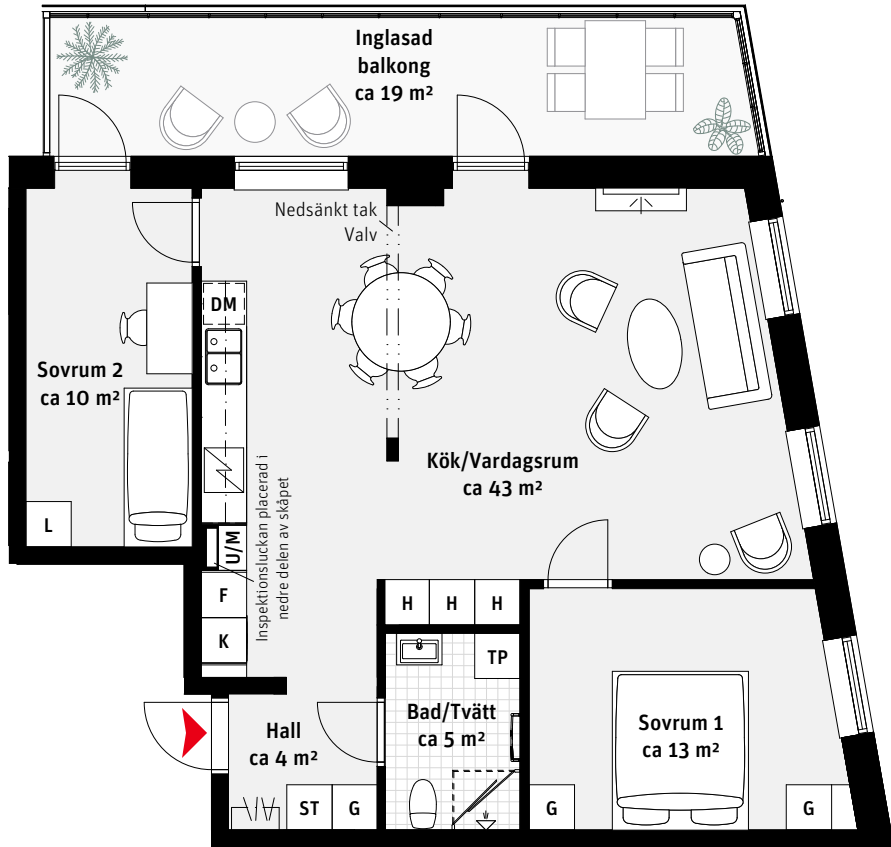 Inglasad
balkong
ca 19 m²
Nedsänkt tak
Valv
DM
Sovrum 2
ca 10 m²
Kök/Vardagsrum
ca 43 m²
L
U/M
Inspektionsluckan placerad i
nedre delen av skåpet
F
K
H H H
TP
Hall
ca 4 m²
Bad/Tvätt
ca 5 m²
Sovrum 1
ca 13 m²
ST G
G
G